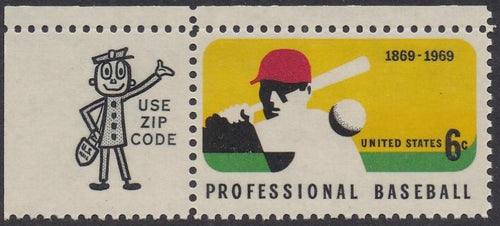 USE
ZIP
CODE
1869-1969
UNITED STATES 6c
PROFESSIONAL BASEBALL